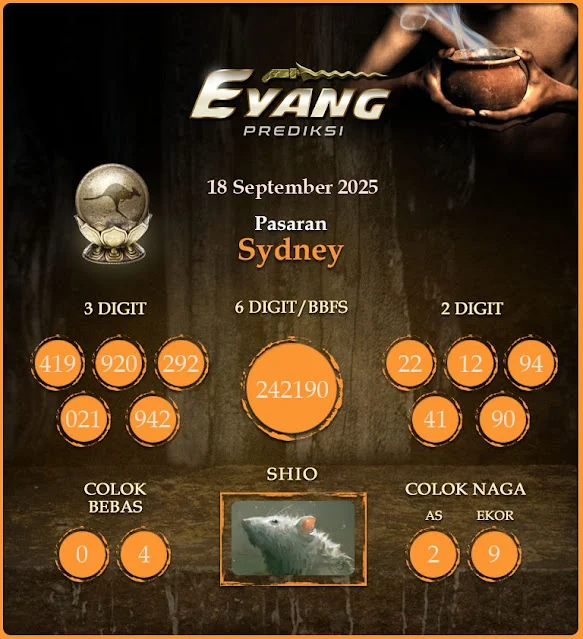 EYANG
PREDIKSI
18 September 2025
Pasaran
Sydney
3 DIGIT
419 920 292
021 942
6 DIGIT/BBFS
242190
2 DIGIT
22 12 94
41 90
COLOK
BEBAS
0 4
SHIO
COLOK NAGA
AS EKOR
2 9